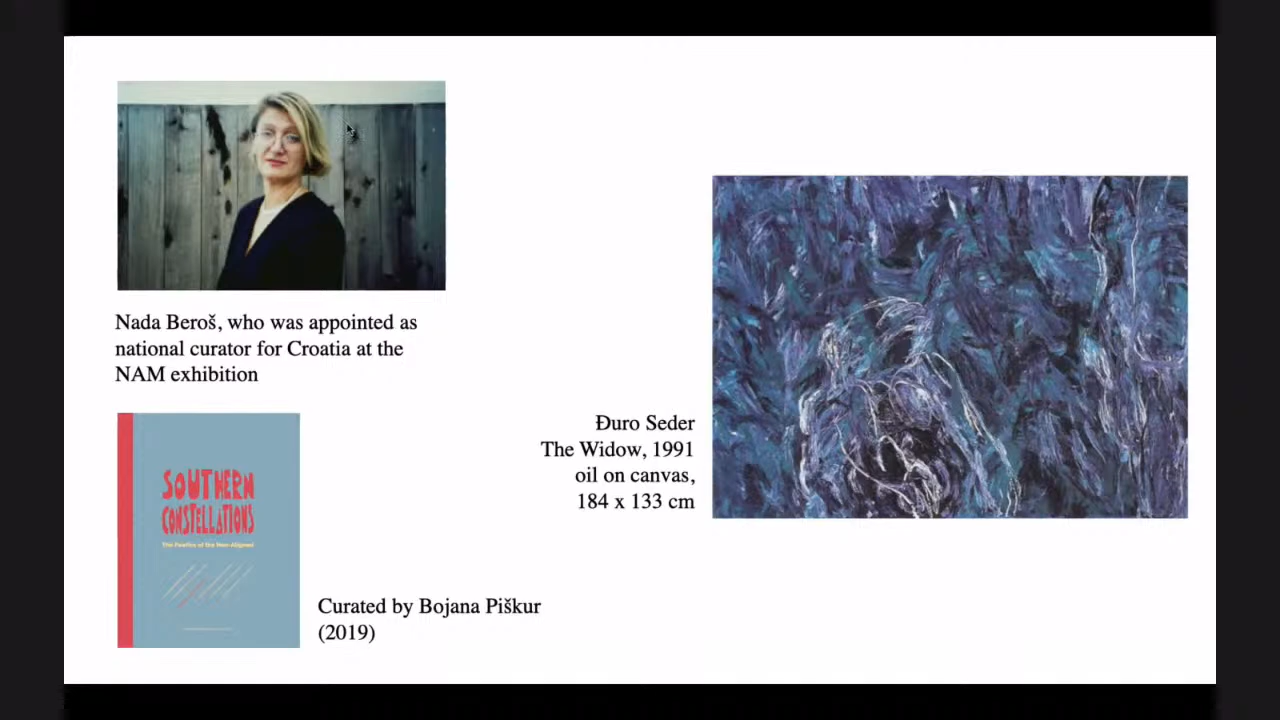 Nada Beroš, who was appointed as
national curator for Croatia at the
NAM exhibition
Đuro Seder
The Widow, 1991
oil on canvas,
184 x 133 cm
SOUTHERN
CONSTELLATIONS
The Poetics of the Non-Aligned
Curated by Bojana Piškur
(2019)